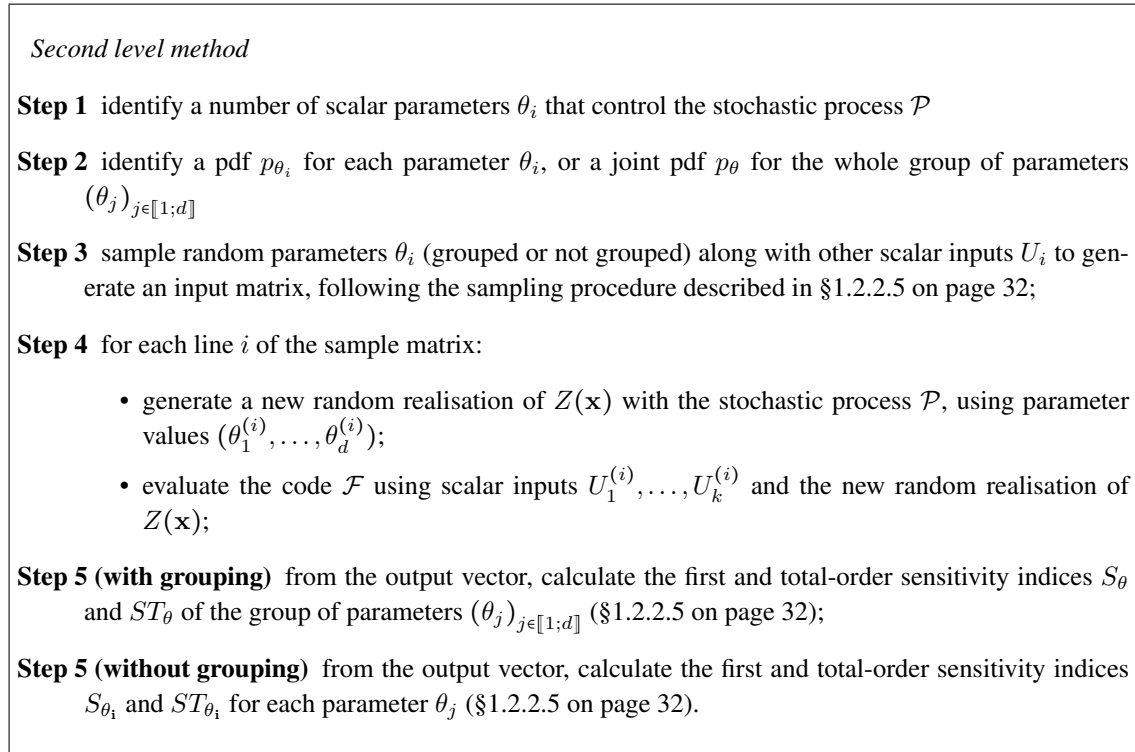 Second level method
Step 1 identify a number of scalar parameters θ_i that control the stochastic process 𝒫
Step 2 identify a pdf p_{θ_i} for each parameter θ_i, or a joint pdf p_θ for the whole group of parameters
(θ_j)_{j∈⟦1;d⟧}
Step 3 sample random parameters θ_i (grouped or not grouped) along with other scalar inputs U_i to gen-
erate an input matrix, following the sampling procedure described in §1.2.2.5 on page 32;
Step 4 for each line i of the sample matrix:
• generate a new random realisation of Z(x) with the stochastic process 𝒫, using parameter
values (θ_1^{(i)}, . . . , θ_d^{(i)});
• evaluate the code ℱ using scalar inputs U_1^{(i)}, . . . , U_k^{(i)} and the new random realisation of
Z(x);
Step 5 (with grouping) from the output vector, calculate the first and total-order sensitivity indices S_θ
and ST_θ of the group of parameters (θ_j)_{j∈⟦1;d⟧} (§1.2.2.5 on page 32);
Step 5 (without grouping) from the output vector, calculate the first and total-order sensitivity indices
S_{θ_i} and ST_{θ_i} for each parameter θ_j (§1.2.2.5 on page 32).